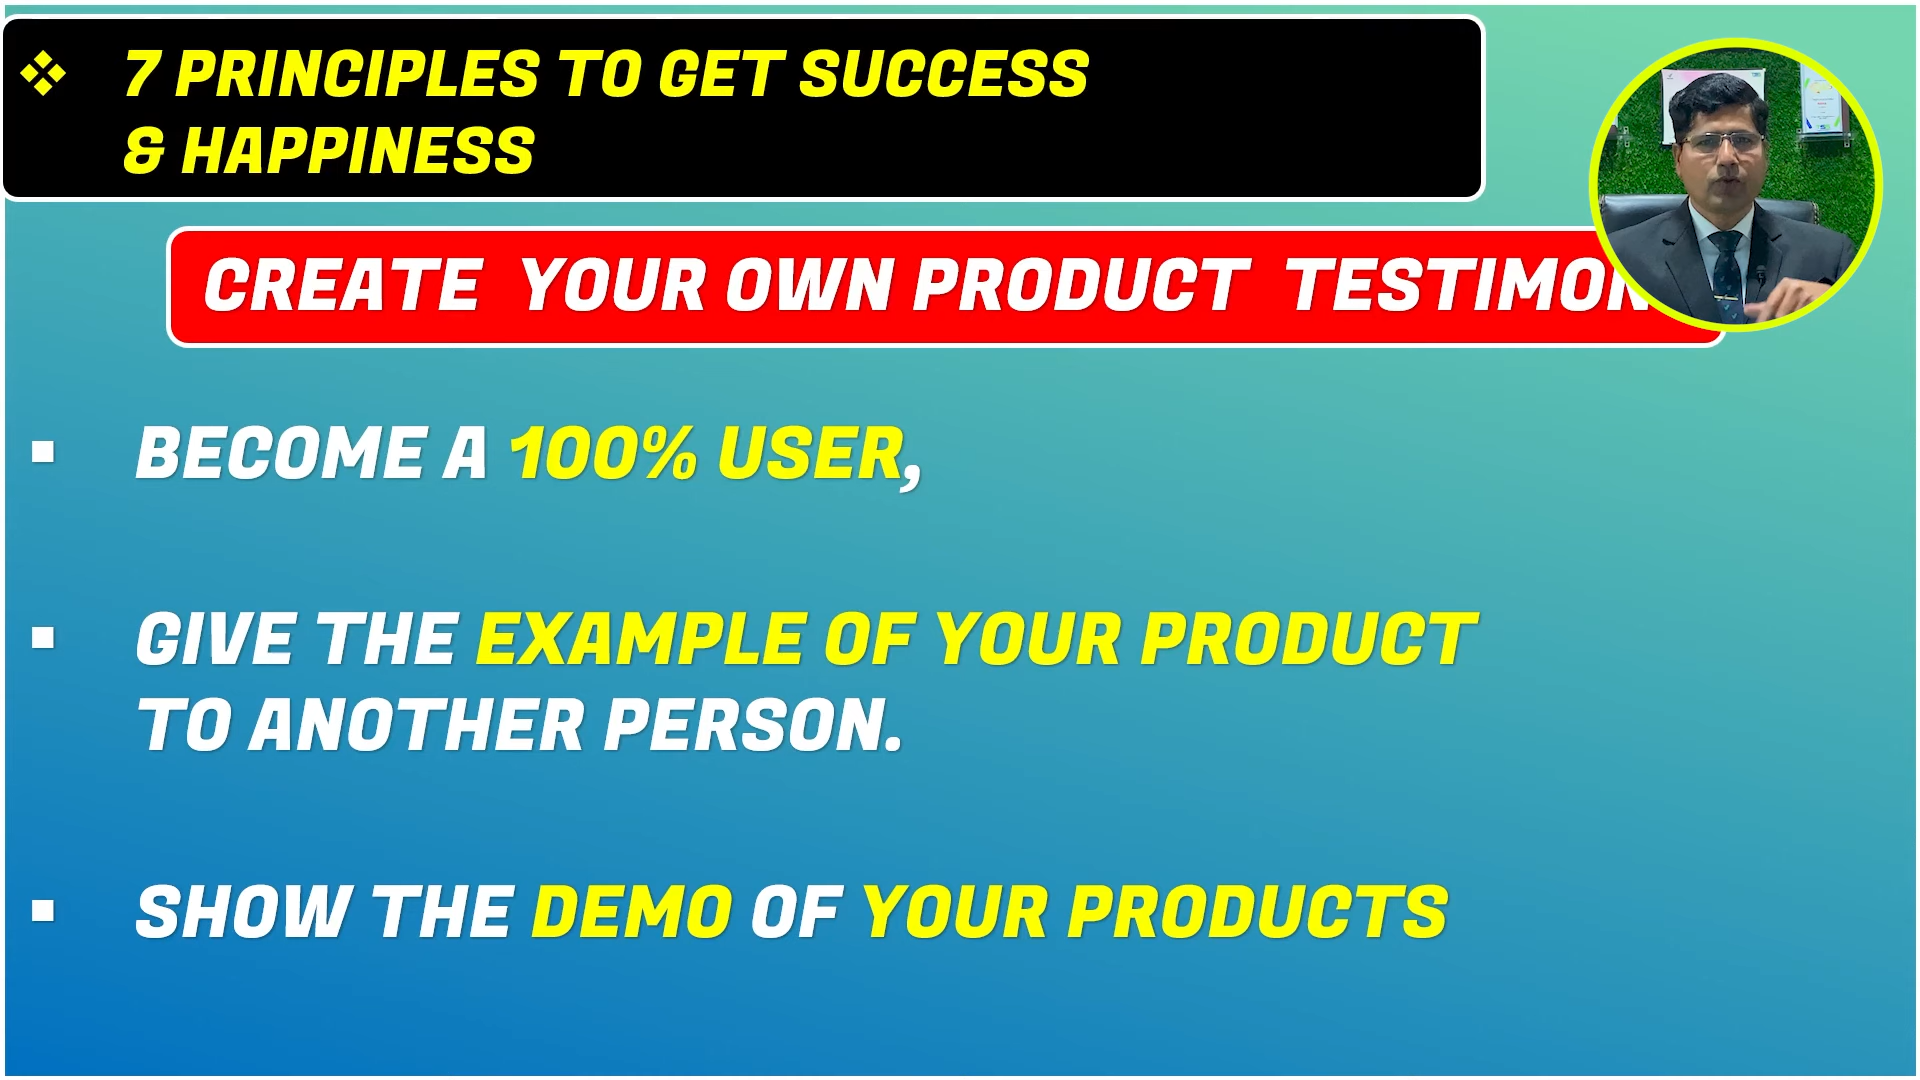 ❖ 7 PRINCIPLES TO GET SUCCESS
& HAPPINESS
CREATE YOUR OWN PRODUCT
▪ BECOME A 100% USER,
▪ GIVE THE EXAMPLE OF YOUR PRODUCT
TO ANOTHER PERSON.
▪ SHOW THE DEMO OF YOUR PRODUCTS